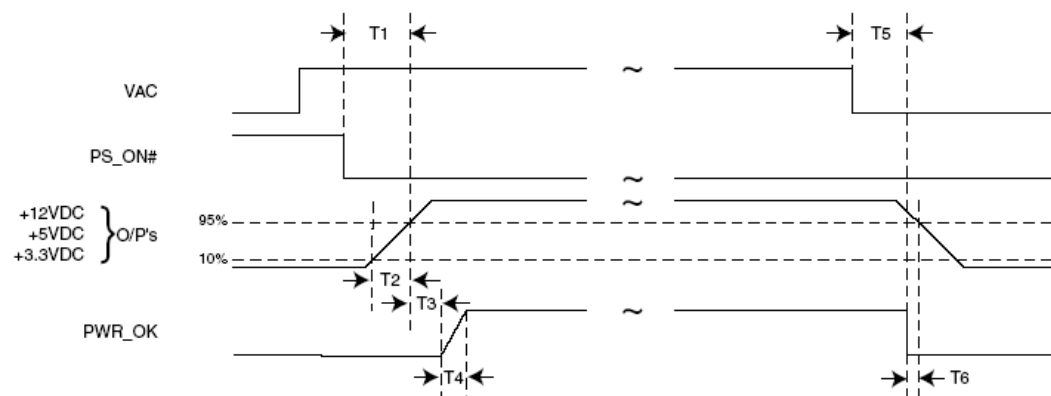 T1
T5
VAC
~
PS_ON#
~
+12VDC
+5VDC
+3.3VDC
} O/P's
95%
10%
~
T2
T3
PWR_OK
~
T4
T6